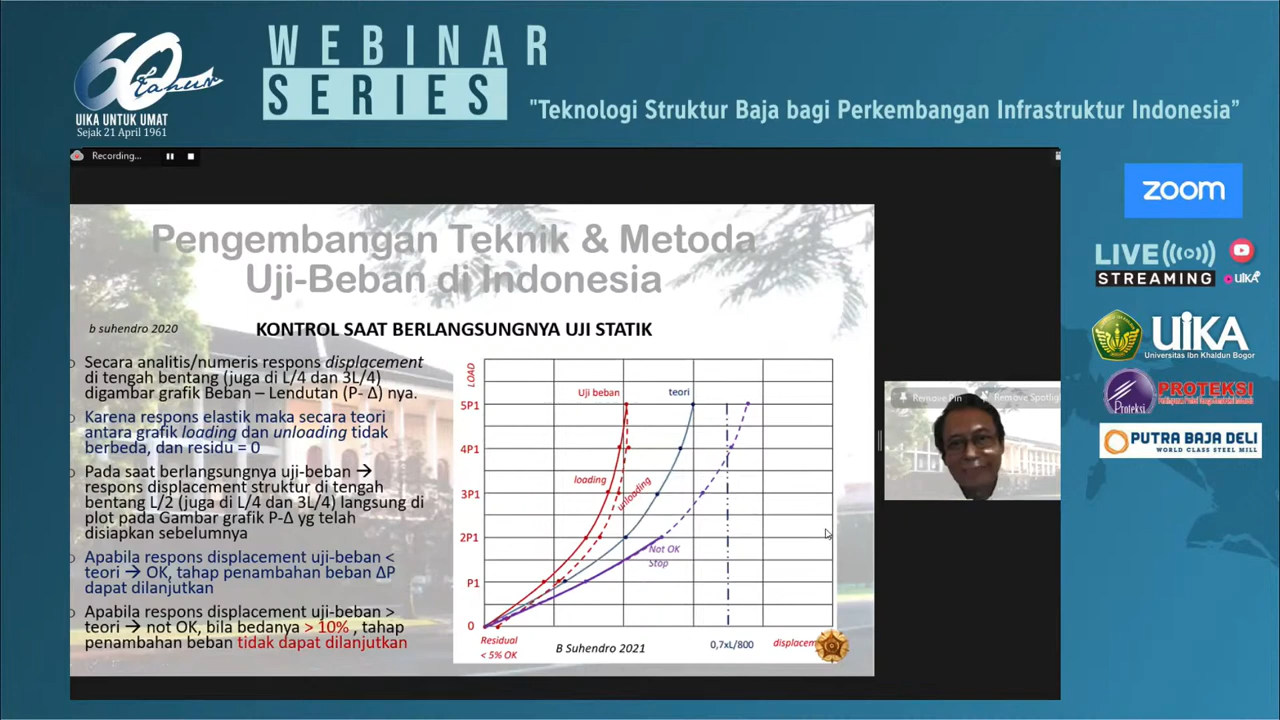 60
tahun
UIKA UNTUK UMAT
Sejak 21 April 1961
WEBINAR
SERIES
"Teknologi Struktur Baja bagi Perkembangan Infrastruktur Indonesia”
Recording...
Pengembangan Teknik & Metoda
Uji-Beban di Indonesia
b suhendro 2020
KONTROL SAAT BERLANGSUNGNYA UJI STATIK
Secara analitis/numeris respons displacement
di tengah bentang (juga di L/4 dan 3L/4)
digambar grafik Beban – Lendutan (P- Δ) nya.
Karena respons elastik maka secara teori
antara grafik loading dan unloading tidak
berbeda, dan residu = 0
Pada saat berlangsungnya uji-beban →
respons displacement struktur di tengah
bentang L/2 (juga di L/4 dan 3L/4) langsung di
plot pada Gambar grafik P-Δ yg telah
disiapkan sebelumnya
Apabila respons displacement uji-beban <
teori → OK, tahap penambahan beban ΔP
dapat dilanjutkan
Apabila respons displacement uji-beban >
teori → not OK, bila bedanya > 10% , tahap
penambahan beban tidak dapat dilanjutkan
LOAD
5P1
4P1
3P1
2P1
P1
0
Uji beban
teori
loading
unloading
Not OK
Stop
Residual
< 5% OK
B Suhendro 2021
0,7xL/800
displacem
Remove Pin
Remove Spotlig
zoom
LIVE
STREAMING
UIKA
UIKA
Universitas Ibn Khaldun Bogor
Proteksi
PROTEKSI
PUTRA BAJA DELI
WORLD CLASS STEEL MILL